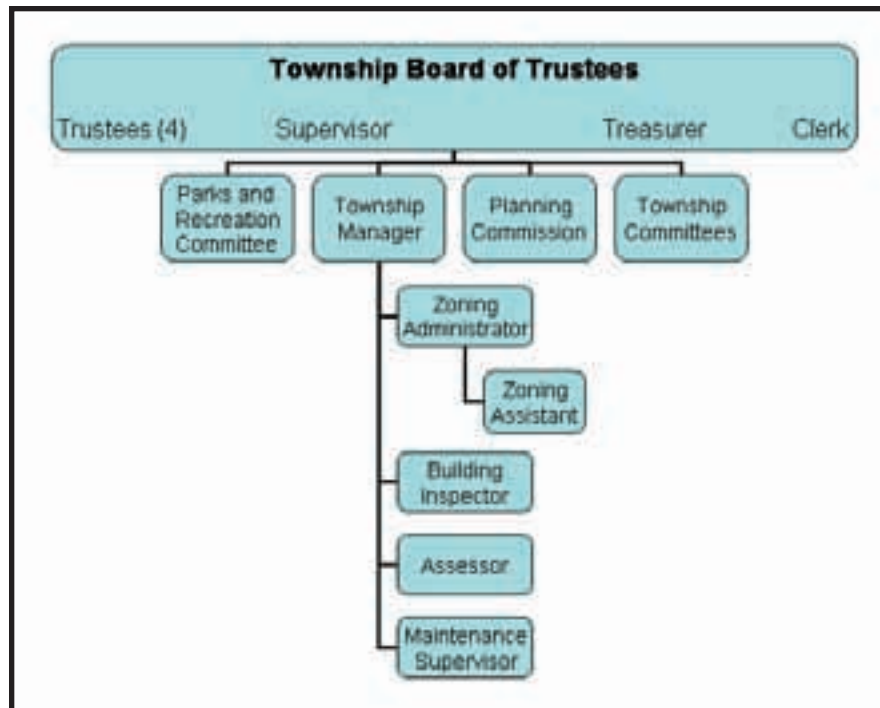 Township Board of Trustees
Trustees (4) Supervisor Treasurer Clerk
Parks and
Recreation
Committee
Township
Manager
Planning
Commission
Township
Committees
Zoning
Administrator
Zoning
Assistant
Building
Inspector
Assessor
Maintenance
Supervisor